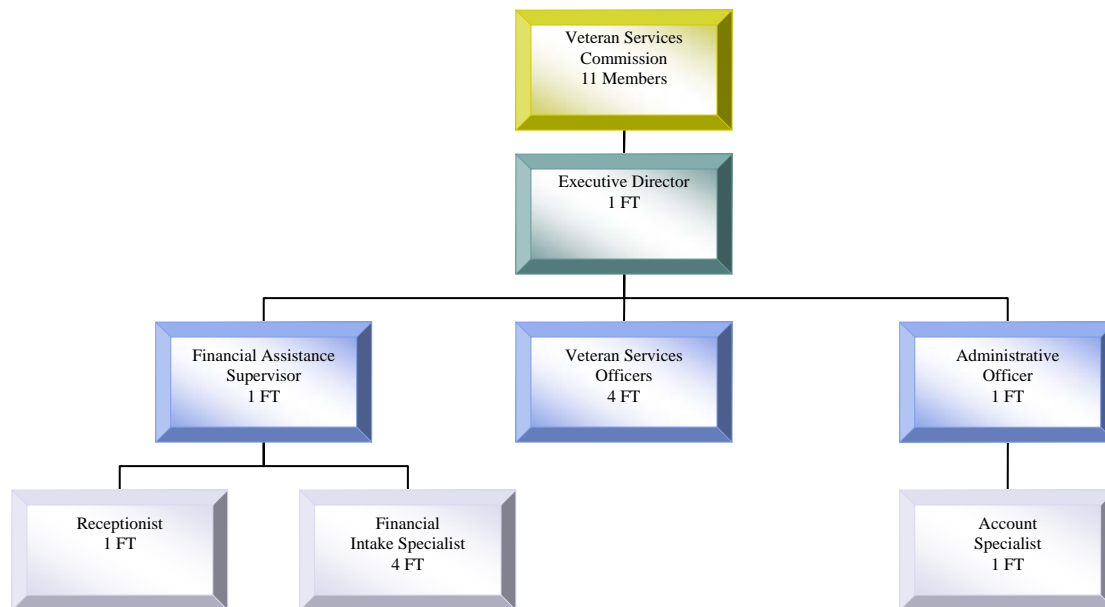 Veteran Services
Commission
11 Members
Executive Director
1 FT
Financial Assistance
Supervisor
1 FT
Veteran Services
Officers
4 FT
Administrative
Officer
1 FT
Receptionist
1 FT
Financial
Intake Specialist
4 FT
Account
Specialist
1 FT